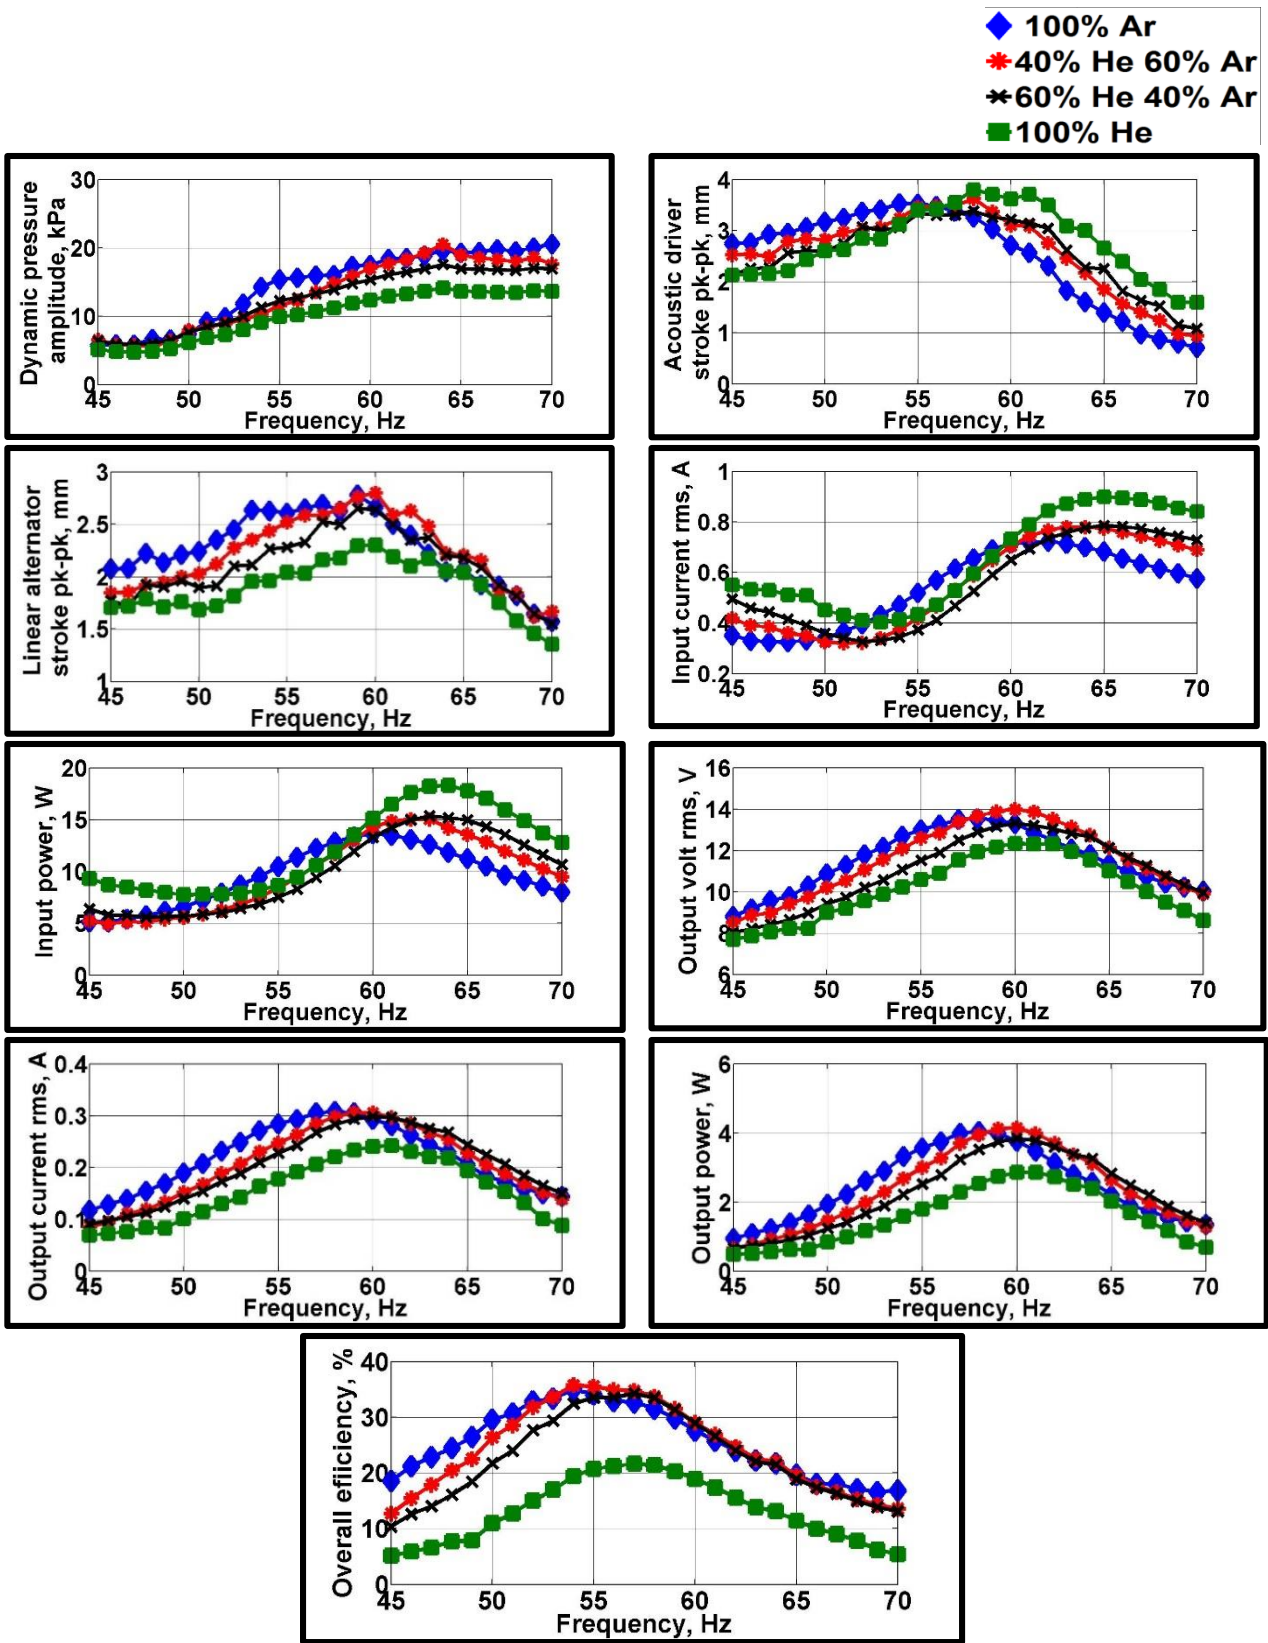 100% Ar
40% He 60% Ar
60% He 40% Ar
100% He
Dynamic pressure
amplitude, kPa
30
20
10
0
45 50 55 60 65 70
Frequency, Hz
Acoustic driver
stroke pk-pk, mm
4
3
2
1
0
45 50 55 60 65 70
Frequency, Hz
Linear alternator
stroke pk-pk, mm
3
2.5
2
1.5
1
45 50 55 60 65 70
Frequency, Hz
Input current rms, A
1
0.8
0.6
0.4
0.2
45 50 55 60 65 70
Frequency, Hz
Input power, W
20
15
10
5
0
45 50 55 60 65 70
Frequency, Hz
Output volt rms, V
16
14
12
10
8
6
45 50 55 60 65 70
Frequency, Hz
Output current rms, A
0.4
0.3
0.2
0.1
0
45 50 55 60 65 70
Frequency, Hz
Output power, W
6
4
2
0
45 50 55 60 65 70
Frequency, Hz
Overall efiiciency, %
40
30
20
10
0
45 50 55 60 65 70
Frequency, Hz